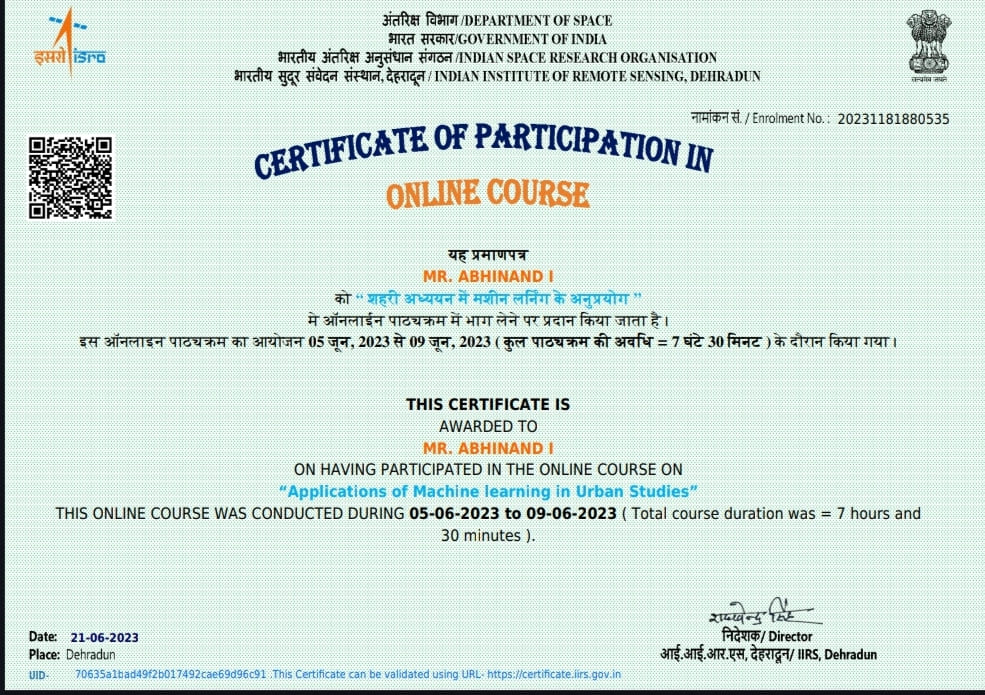 इसरो isro
अंतरिक्ष विभाग /DEPARTMENT OF SPACE
भारत सरकार/GOVERNMENT OF INDIA
भारतीय अंतरिक्ष अनुसंधान संगठन /INDIAN SPACE RESEARCH ORGANISATION
भारतीय सुदूर संवेदन संस्थान, देहरादून / INDIAN INSTITUTE OF REMOTE SENSING, DEHRADUN
सत्यमेव जयते
नामांकन सं. / Enrolment No. : 20231181880535
CERTIFICATE OF PARTICIPATION IN
ONLINE COURSE
यह प्रमाणपत्र
MR. ABHINAND I
को “ शहरी अध्ययन में मशीन लर्निंग के अनुप्रयोग ”
मे ऑनलाईन पाठ्यक्रम में भाग लेने पर प्रदान किया जाता है।
इस ऑनलाइन पाठ्यक्रम का आयोजन 05 जून, 2023 से 09 जून, 2023 ( कुल पाठ्यक्रम की अवधि = 7 घंटे 30 मिनट ) के दौरान किया गया।
THIS CERTIFICATE IS
AWARDED TO
MR. ABHINAND I
ON HAVING PARTICIPATED IN THE ONLINE COURSE ON
“Applications of Machine learning in Urban Studies”
THIS ONLINE COURSE WAS CONDUCTED DURING 05-06-2023 to 09-06-2023 ( Total course duration was = 7 hours and
30 minutes ).
निदेशक/ Director
आई.आई.आर.एस, देहरादून/ IIRS, Dehradun
Date: 21-06-2023
Place: Dehradun
UID- 70635a1bad49f2b017492cae69d96c91 .This Certificate can be validated using URL- https://certificate.iirs.gov.in